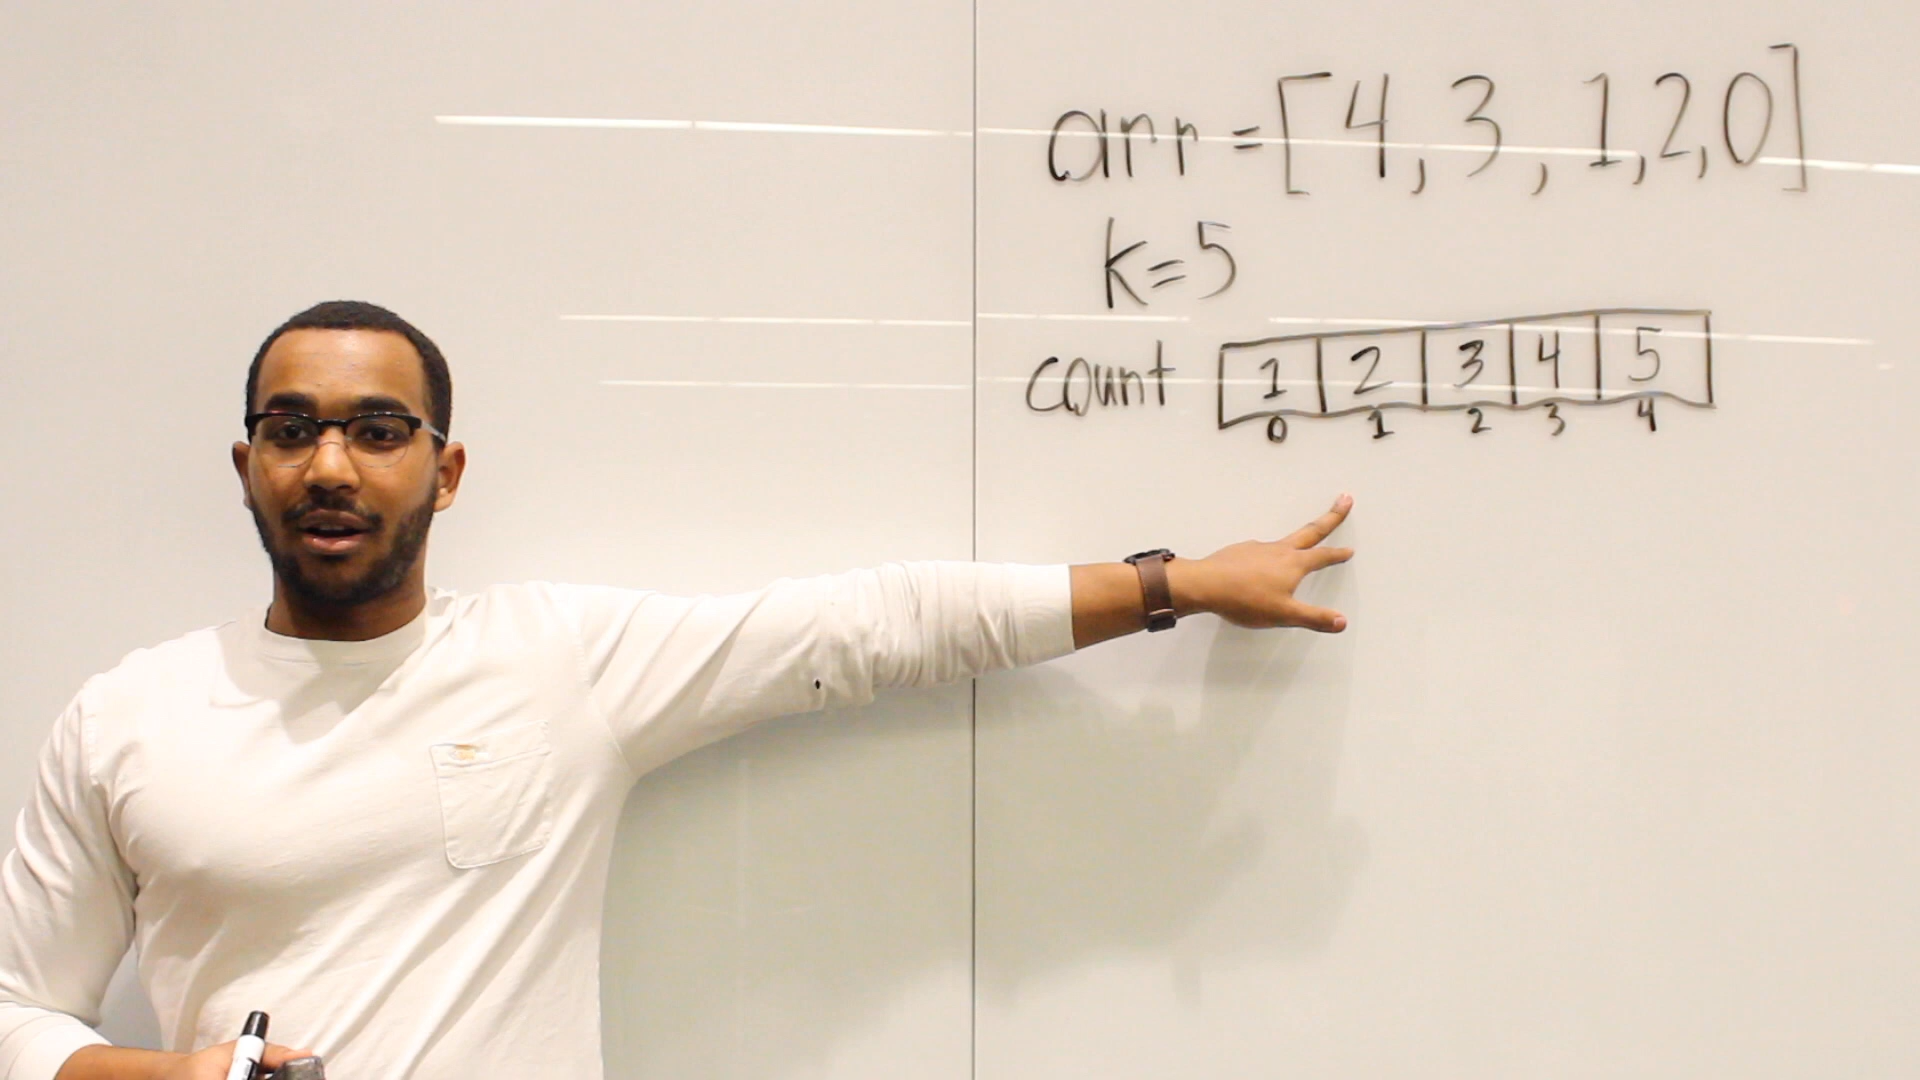 arr = [4, 3, 1, 2, 0]
k=5
count 1 2 3 4 5
0 1 2 3 4